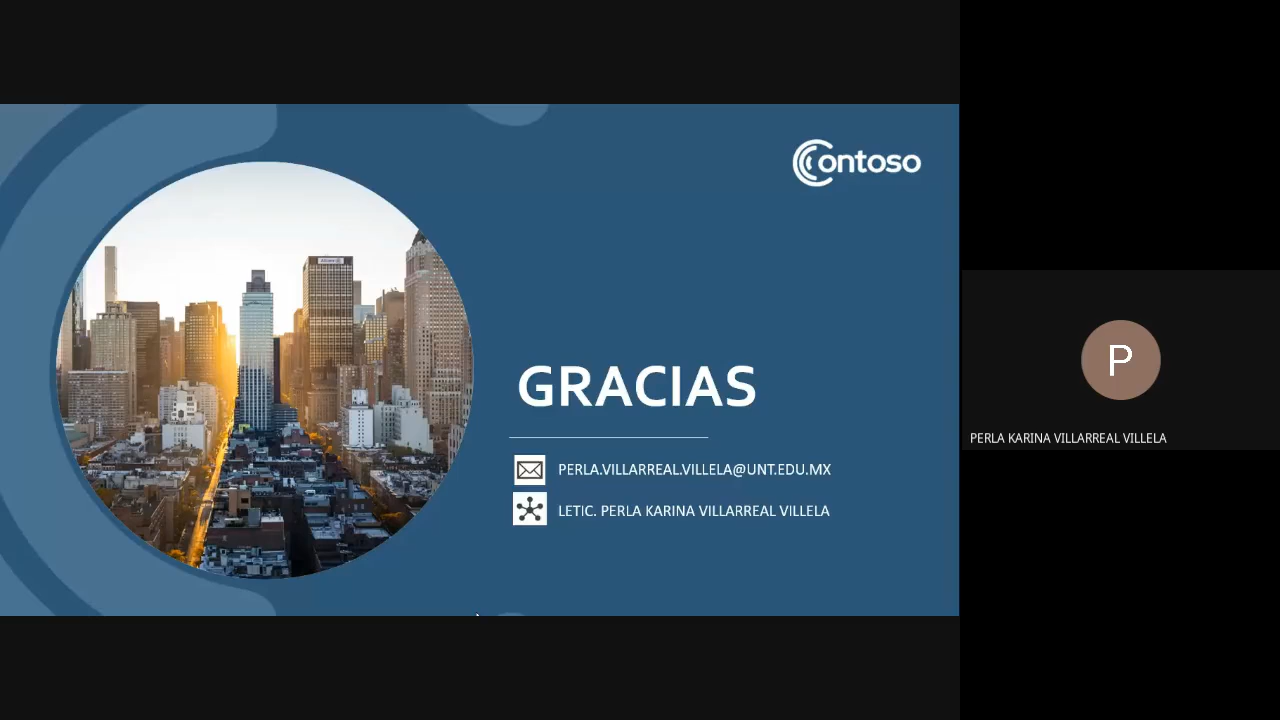 Contoso
GRACIAS
PERLA.VILLARREAL.VILLELA@UNT.EDU.MX
LETIC. PERLA KARINA VILLARREAL VILLELA
P
PERLA KARINA VILLARREAL VILLELA